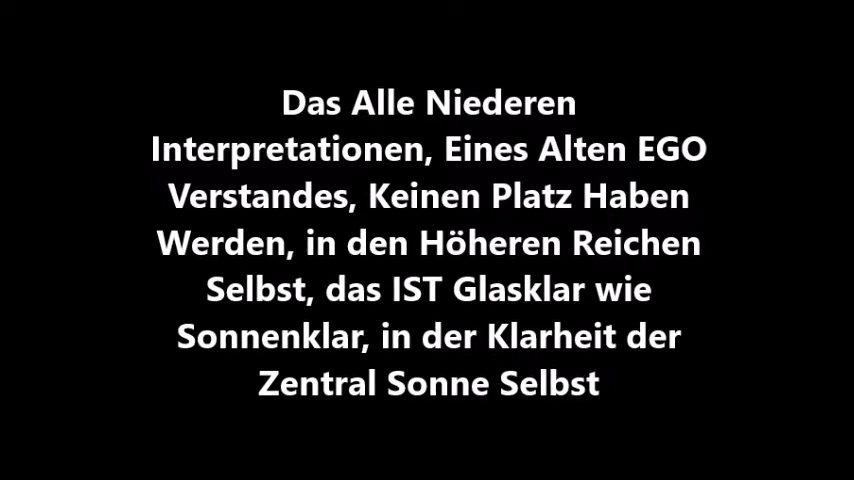 Das Alle Niederen
Interpretationen, Eines Alten EGO
Verstandes, Keinen Platz Haben
Werden, in den Höheren Reichen
Selbst, das IST Glasklar wie
Sonnenklar, in der Klarheit der
Zentral Sonne Selbst